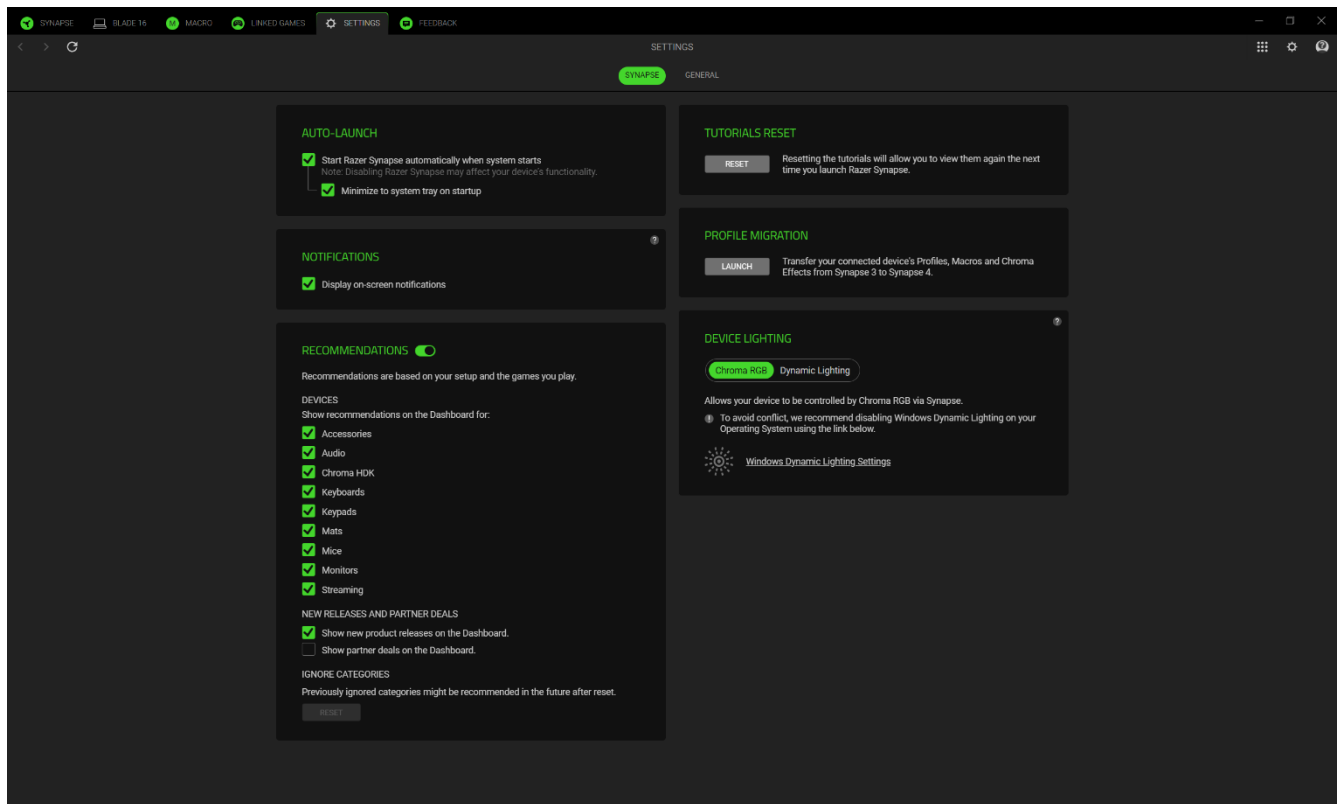 SYNAPSE
BLADE 16
M
MACRO
LINKED GAMES
SETTINGS
FEEDBACK
SETTINGS
SYNAPSE
GENERAL
AUTO-LAUNCH
Start Razer Synapse automatically when system starts
Note: Disabling Razer Synapse may affect your device's functionality.
Minimize to system tray on startup
NOTIFICATIONS
?
Display on-screen notifications
RECOMMENDATIONS
Recommendations are based on your setup and the games you play.
DEVICES
Show recommendations on the Dashboard for:
Accessories
Audio
Chroma HDK
Keyboards
Keypads
Mats
Mice
Monitors
Streaming
NEW RELEASES AND PARTNER DEALS
Show new product releases on the Dashboard.
Show partner deals on the Dashboard.
IGNORE CATEGORIES
Previously ignored categories might be recommended in the future after reset.
RESET
TUTORIALS RESET
RESET
Resetting the tutorials will allow you to view them again the next
time you launch Razer Synapse.
PROFILE MIGRATION
LAUNCH
Transfer your connected device's Profiles, Macros and Chroma
Effects from Synapse 3 to Synapse 4.
?
DEVICE LIGHTING
Chroma RGB
Dynamic Lighting
Allows your device to be controlled by Chroma RGB via Synapse.
To avoid conflict, we recommend disabling Windows Dynamic Lighting on your
Operating System using the link below.
Windows Dynamic Lighting Settings